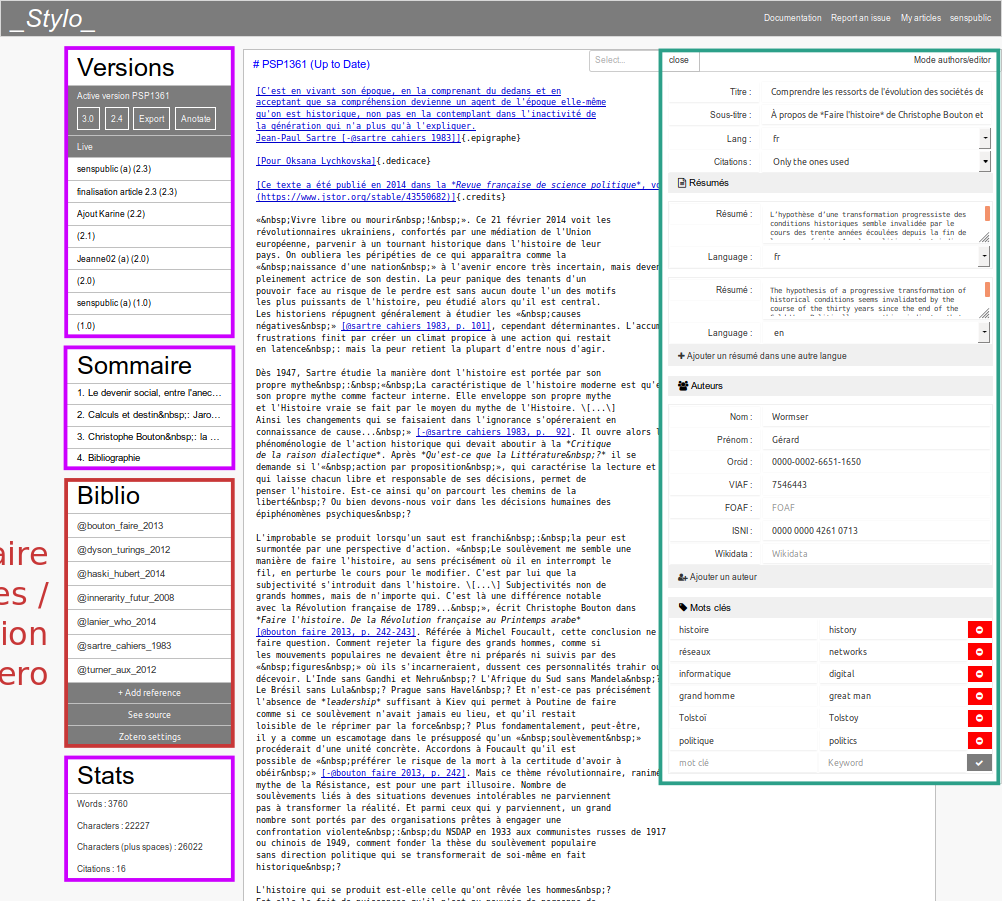 _Stylo_
Documentation Report an issue My articles senspublic
Versions
Active version PSP1361
3.0 2.4 Export Anotate
Live
senspublic (a) (2.3)
finalisation article 2.3 (2.3)
Ajout Karine (2.2)
(2.1)
Jeanne02 (a) (2.0)
(2.0)
senspublic (a) (1.0)
(1.0)
Sommaire
1. Le devenir social, entre l'anec…
2. Calculs et destin&nbsp;: Jaro…
3. Christophe Bouton&nbsp;: la …
4. Bibliographie
aire
es /
ion
ero
Biblio
@bouton_faire_2013
@dyson_turings_2012
@haski_hubert_2014
@innerarity_futur_2008
@lanier_who_2014
@sartre_cahiers_1983
@turner_aux_2012
+ Add reference
See source
Zotero settings
Stats
Words : 3760
Characters : 22227
Characters (plus spaces) : 26022
Citations : 16
# PSP1361 (Up to Date)
Select...
[C'est en vivant son époque, en la comprenant du dedans et en
acceptant que sa compréhension devienne un agent de l'époque elle-même
qu'on est historique, non pas en la contemplant dans l'inactivité de
la génération qui n'a plus qu'à l'expliquer.
Jean-Paul Sartre [-@sartre cahiers 1983]]{.epigraphe}
[Pour Oksana Lychkovska]{.dedicace}
[Ce texte a été publié en 2014 dans la *Revue française de science politique*, vo
(https://www.jstor.org/stable/43550682)]{.credits}
«&nbsp;Vivre libre ou mourir&nbsp;!&nbsp;». Ce 21 février 2014 voit les
révolutionnaires ukrainiens, confortés par une médiation de l'Union
européenne, parvenir à un tournant historique dans l'histoire de leur
pays. On oubliera les péripéties de ce qui apparaîtra comme la
«&nbsp;naissance d'une nation&nbsp;» à l'avenir encore très incertain, mais deven
pleinement actrice de son destin. La peur panique des tenants d'un
pouvoir face au risque de le perdre est sans aucun doute l'un des motifs
les plus puissants de l'histoire, peu étudié alors qu'il est central.
Les historiens répugnent généralement à étudier les «&nbsp;causes
négatives&nbsp;» [@sartre cahiers 1983, p. 101], cependant déterminantes. L'accum
frustrations finit par créer un climat propice à une action qui restait
en latence&nbsp;: mais la peur retient la plupart d'entre nous d'agir.
Dès 1947, Sartre étudie la manière dont l'histoire est portée par son
propre mythe&nbsp;:&nbsp;«&nbsp;La caractéristique de l'histoire moderne est qu'e
son propre mythe comme facteur interne. Elle enveloppe son propre mythe
et l'Histoire vraie se fait par le moyen du mythe de l'Histoire. \[...\]
Ainsi les changements qui se faisaient dans l'ignorance s'opéreraient en
connaissance de cause...&nbsp;» [-@sartre cahiers 1983, p.  92]. Il ouvre alors l
phénoménologie de l'action historique qui devait aboutir à la *Critique
de la raison dialectique*. Après *Qu'est-ce que la Littérature&nbsp;?* il se
demande si l'«&nbsp;action par proposition&nbsp;», qui caractérise la lecture et
qui laisse chacun libre et responsable de ses décisions, permet de
penser l'histoire. Est-ce ainsi qu'on parcourt les chemins de la
liberté&nbsp;? Ou bien devons-nous voir dans les décisions humaines des
épiphénomènes psychiques&nbsp;?
L'improbable se produit lorsqu'un saut est franchi&nbsp;:&nbsp;la peur est
surmontée par une perspective d'action. «&nbsp;Le soulèvement me semble une
manière de faire l'histoire, au sens précisément où il en interrompt le
fil, en perturbe le cours pour le modifier. C'est par lui que la
subjectivité s'introduit dans l'histoire. \[...\] Subjectivités non de
grands hommes, mais de n'importe qui. C'est là une différence notable
avec la Révolution française de 1789...&nbsp;», écrit Christophe Bouton dans
*Faire l'histoire. De la Révolution française au Printemps arabe*
[@bouton faire 2013, p. 242-243]. Référée à Michel Foucault, cette conclusion ne
faire question. Comment rejeter la figure des grands hommes, comme si
les mouvements populaires ne devaient être ni préparés ni suivis par des
«&nbsp;figures&nbsp;» où ils s'incarneraient, dussent ces personnalités trahir ou
décevoir. L'Inde sans Gandhi et Nehru&nbsp;? L'Afrique du Sud sans Mandela&nbsp;?
Le Brésil sans Lula&nbsp;? Prague sans Havel&nbsp;? Et n'est-ce pas précisément
l'absence de *leadership* suffisant à Kiev qui permet à Poutine de faire
comme si ce soulèvement n'avait jamais eu lieu, et qu'il restait
loisible de le réprimer par la force&nbsp;? Plus fondamentalement, peut-être,
il y a comme un escamotage dans le présupposé qu'un «&nbsp;soulèvement&nbsp;»
procéderait d'une unité concrète. Accordons à Foucault qu'il est
possible de «&nbsp;préférer le risque de la mort à la certitude d'avoir à
obéir&nbsp;» [-@bouton faire 2013, p. 242]. Mais ce thème révolutionnaire, ranimé
mythe de la Résistance, est pour une part illusoire. Nombre de
soulèvements liés à des situations devenues intolérables ne parviennent
pas à transformer la réalité. Et parmi ceux qui y parviennent, un grand
nombre sont portés par des organisations prêtes à engager une
confrontation violente&nbsp;:&nbsp;du NSDAP en 1933 aux communistes russes de 1917
ou chinois de 1949, comment fonder la thèse du soulèvement populaire
sans direction politique qui se transformerait de soi-même en fait
historique&nbsp;?
L'histoire qui se produit est-elle celle qu'ont rêvée les hommes&nbsp;?
close Mode authors/editor
Titre : Comprendre les ressorts de l'évolution des sociétés de
Sous-titre : À propos de *Faire l'histoire* de Christophe Bouton et
Lang : fr
Citations : Only the ones used
Résumés
Résumé : L'hypothèse d'une transformation progressiste des
conditions historiques semble invalidée par le
cours des trente années écoulées depuis la fin de
Language : fr
Résumé : The hypothesis of a progressive transformation of
historical conditions seems invalidated by the
course of the thirty years since the end of the
Language : en
Ajouter un résumé dans une autre langue
Auteurs
Nom : Wormser
Prénom : Gérard
Orcid : 0000-0002-6651-1650
VIAF : 7546443
FOAF : FOAF
ISNI : 0000 0000 4261 0713
Wikidata : Wikidata
Ajouter un auteur
Mots clés
histoire history
réseaux networks
informatique digital
grand homme great man
Tolstoï Tolstoy
politique politics
mot clé Keyword